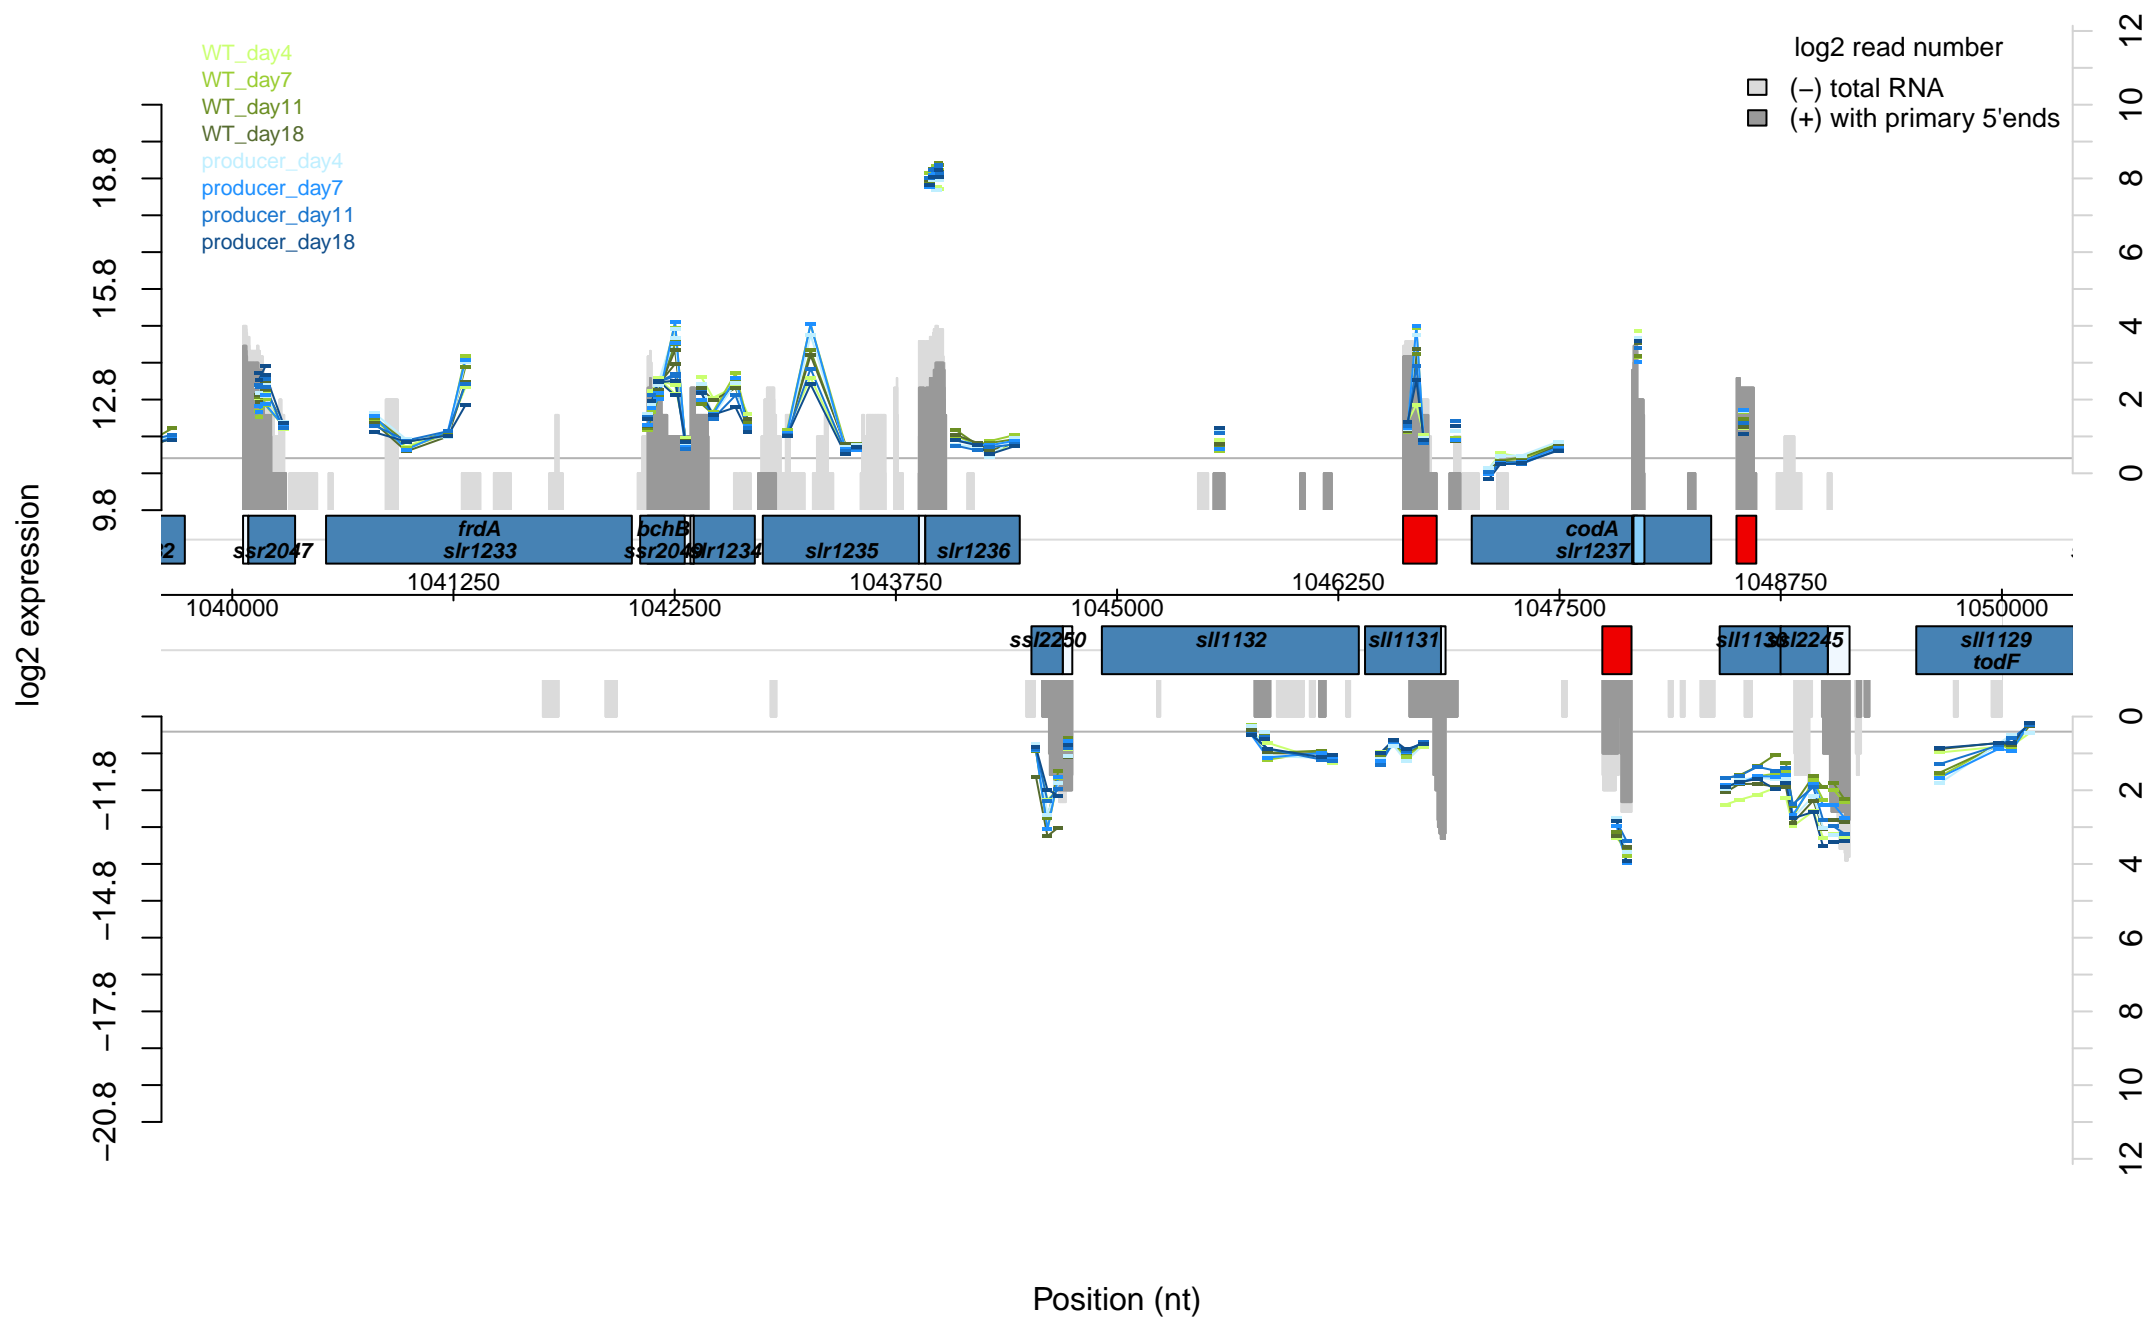 WT_day4
WT_day7
WT_day11
WT_day18
producer_day4
producer_day7
producer_day11
producer_day18
log2 read number
(−) total RNA
(+) with primary 5'ends
12
10
8
6
4
2
0
18.8
15.8
12.8
9.8
log2 expression
frdA
bchB
codA
ssr2047
slr1233
ssr2049
slr1234
slr1235
slr1236
slr1237
1041250
1043750
1046250
1048750
1040000
1042500
1045000
1047500
1050000
ssl2250
sll1132
sll1131
sll1130
ssl2245
sll1129
todF
−11.8
−14.8
−17.8
−20.8
0
2
4
6
8
10
12
Position (nt)